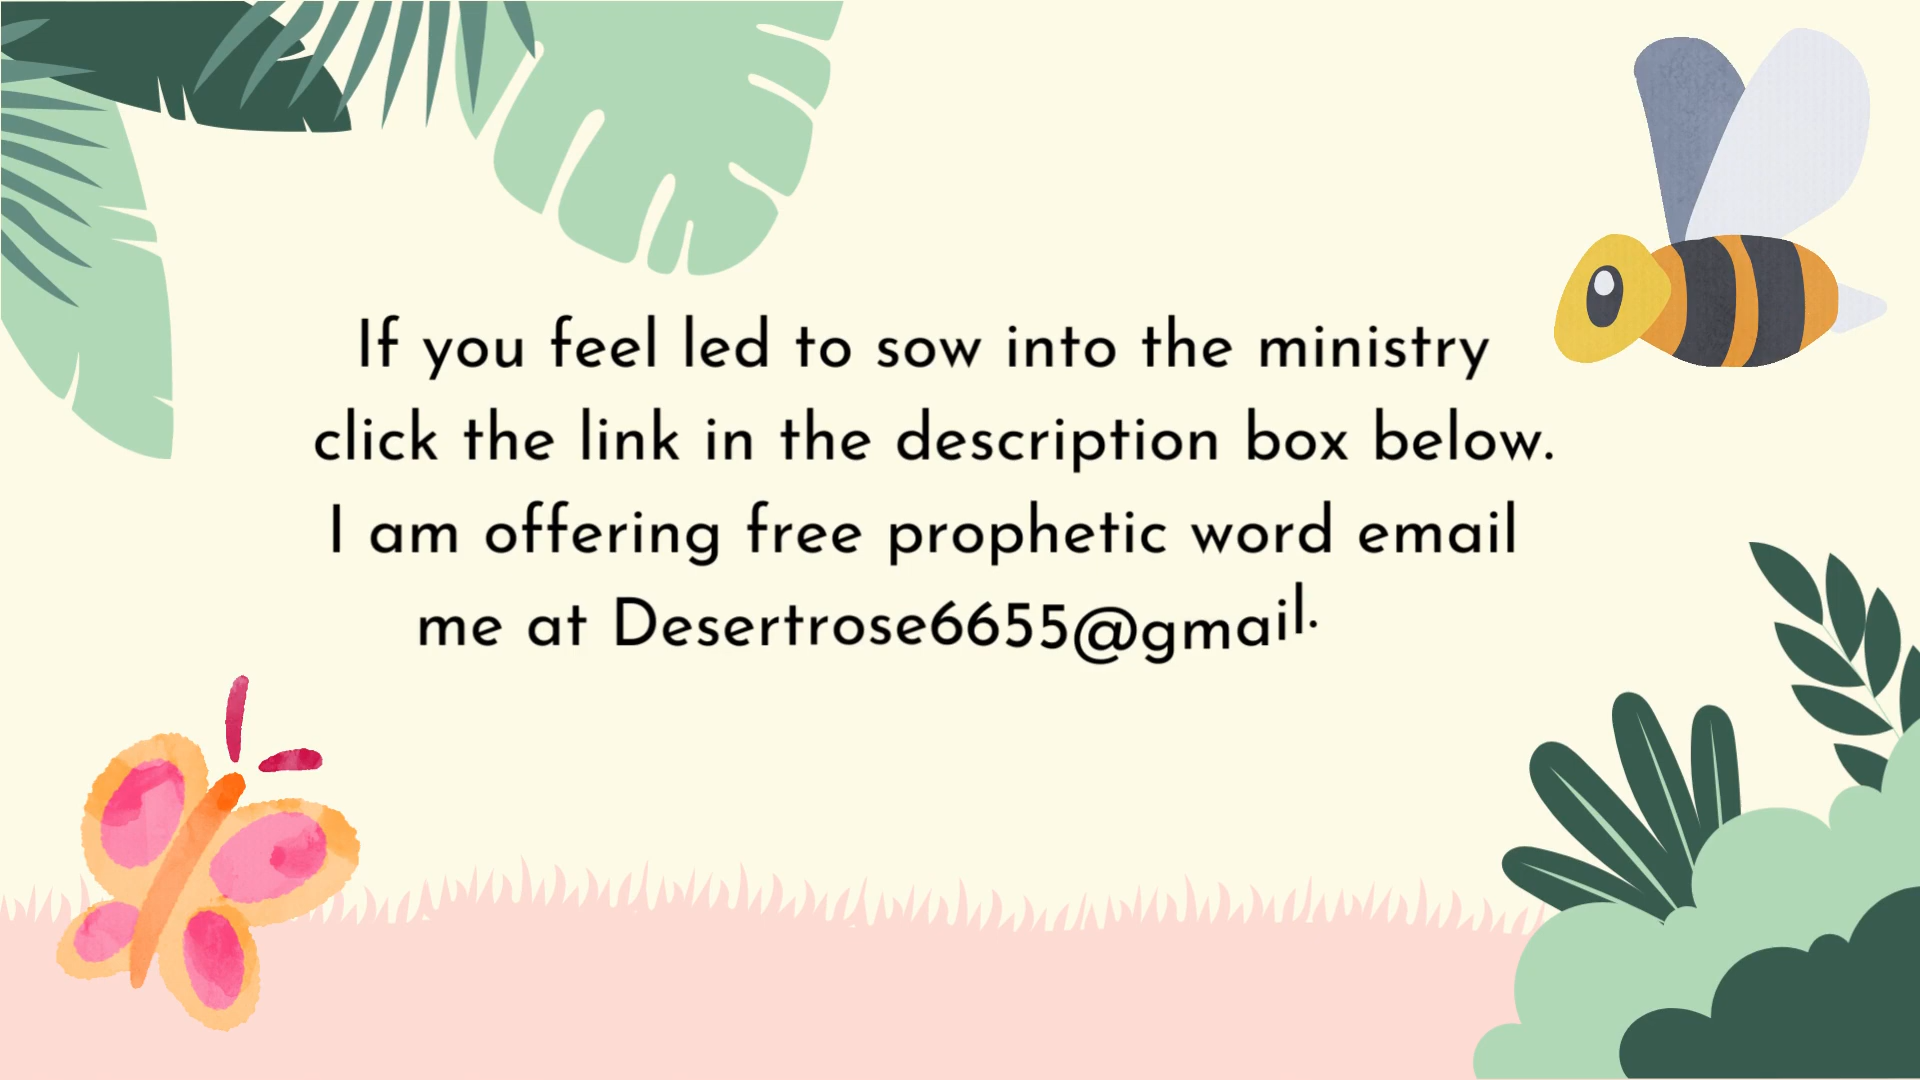 If you feel led to sow into the ministry
click the link in the description box below.
I am offering free prophetic word email
me at Desertrose6655@gmail.